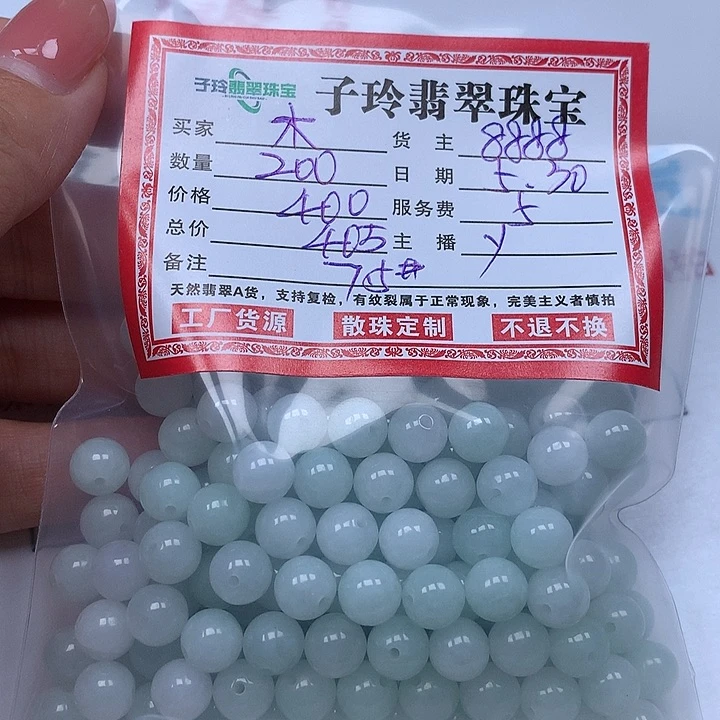 子玲翡翠珠宝 子玲翡翠珠宝
买家 木 货主 8888
数量 200 日期 5.30
价格 400 服务费 5
总价 405 主播 y
备注 75#
天然翡翠A货，支持复检，有纹裂属于正常现象，完美主义者慎拍
工厂货源 散珠定制 不退不换